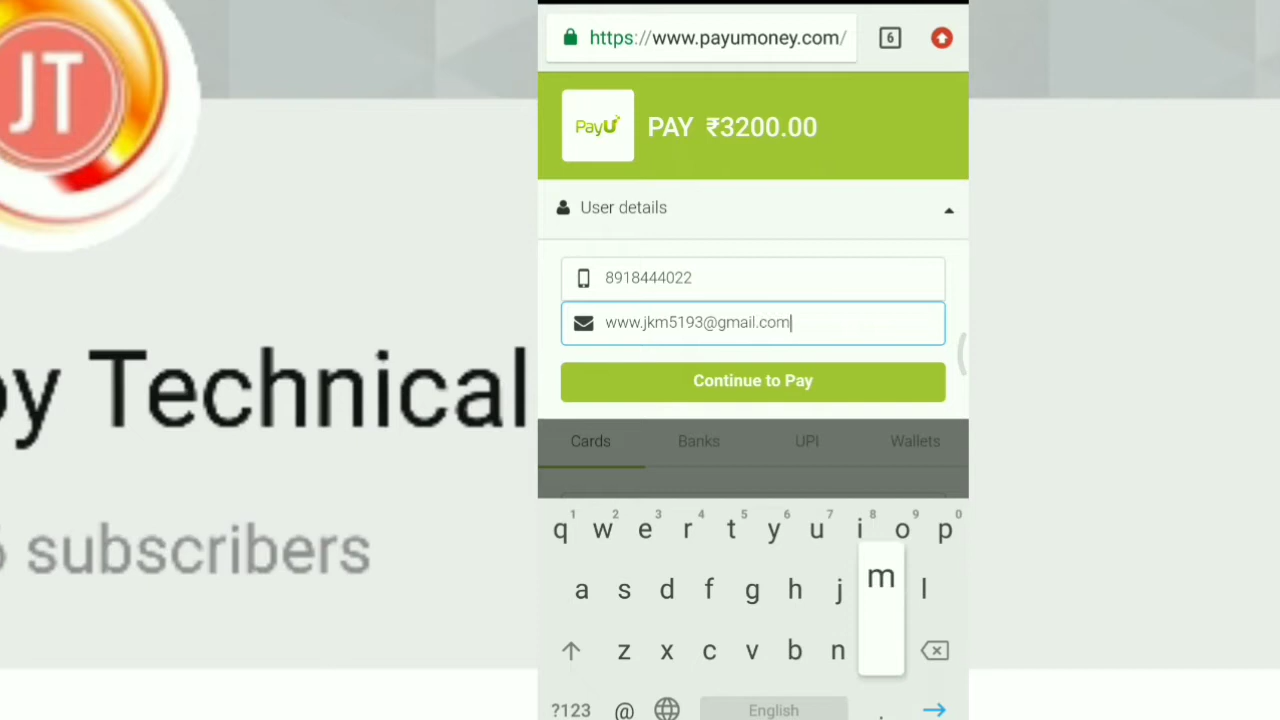 JT
oy Technical
6 subscribers
https://www.payumoney.com/
6
PayU
PAY ₹3200.00
User details
8918444022
www.jkm5193@gmail.com
Continue to Pay
Cards Banks UPI Wallets
1 2 3 4 5 6 7 8 9 0
q w e r t y u i o p
a s d f g h j m l
z x c v b n
?123 @ English .